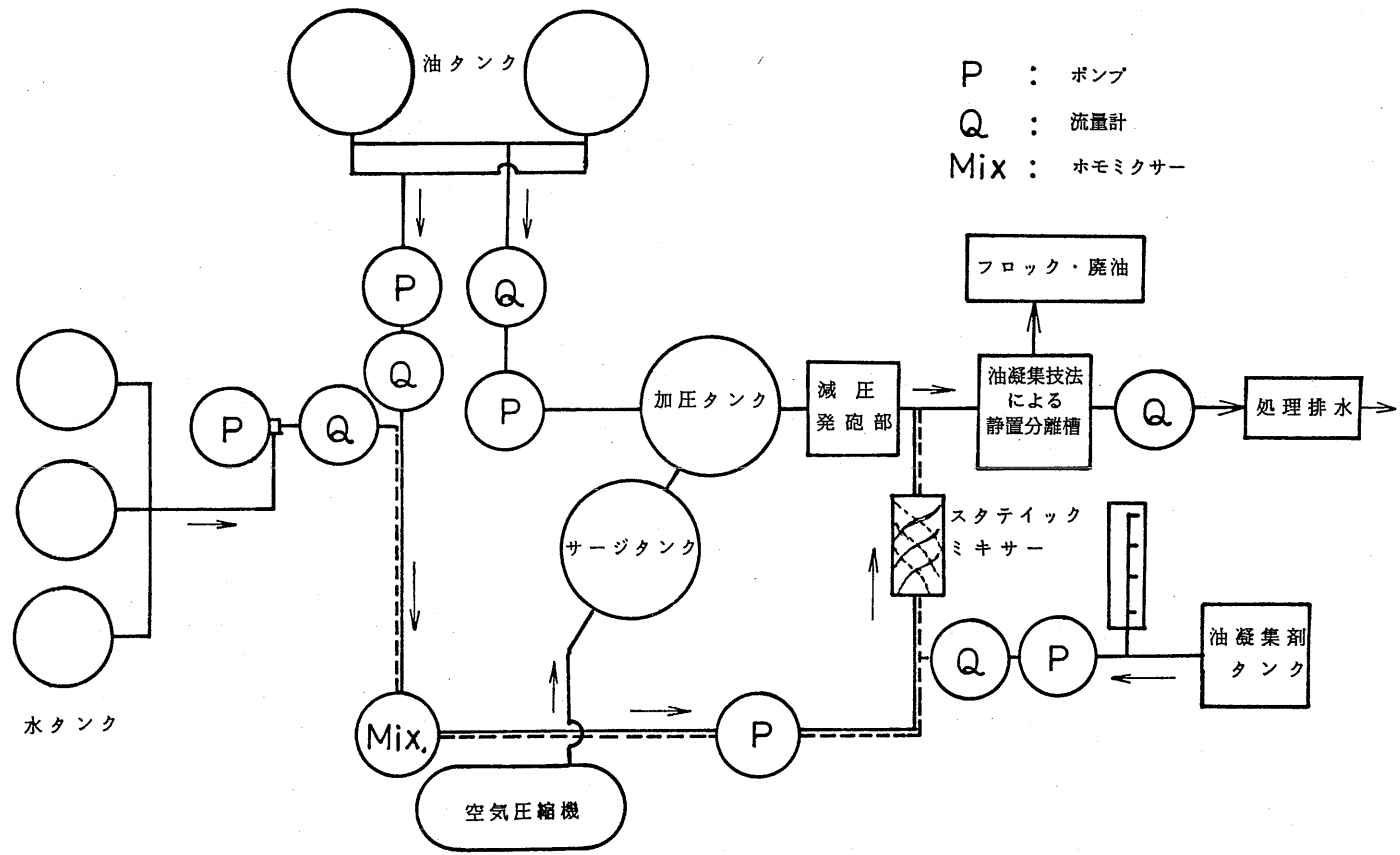 油タンク
P : ポンプ
Q : 流量計
Mix : ホモミクサー
フロック・廃油
P
Q
Q
P
Q
P
加圧タンク
減圧
発砲部
油凝集技法
による
静置分離槽
Q
処理排水
サージタンク
スタテイック
ミキサー
Q
P
油凝集剤
タンク
水タンク
Mix.
P
空気圧縮機